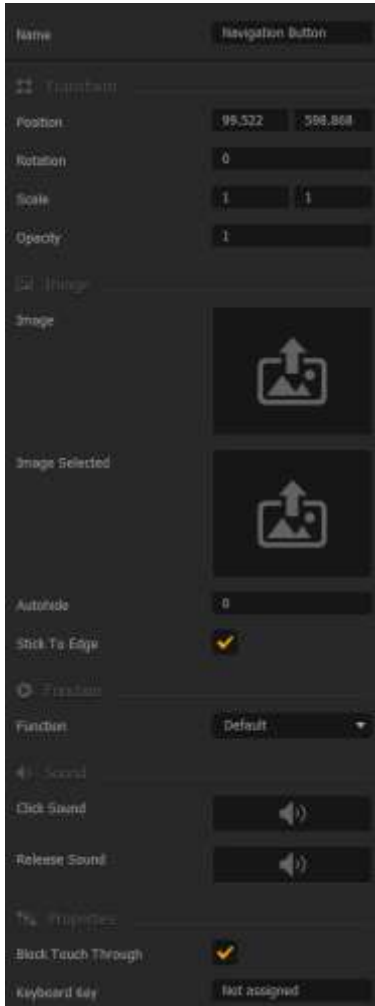 Name Navigation Button
Transform
Position 99.522 598.868
Rotation 0
Scale 1 1
Opacity 1
Image
Image
Image Selected
Autohide 0
Stick To Edge
Function
Function Default
Sound
Click Sound
Release Sound
Properties
Block Touch Through
Keyboard Key Not assigned